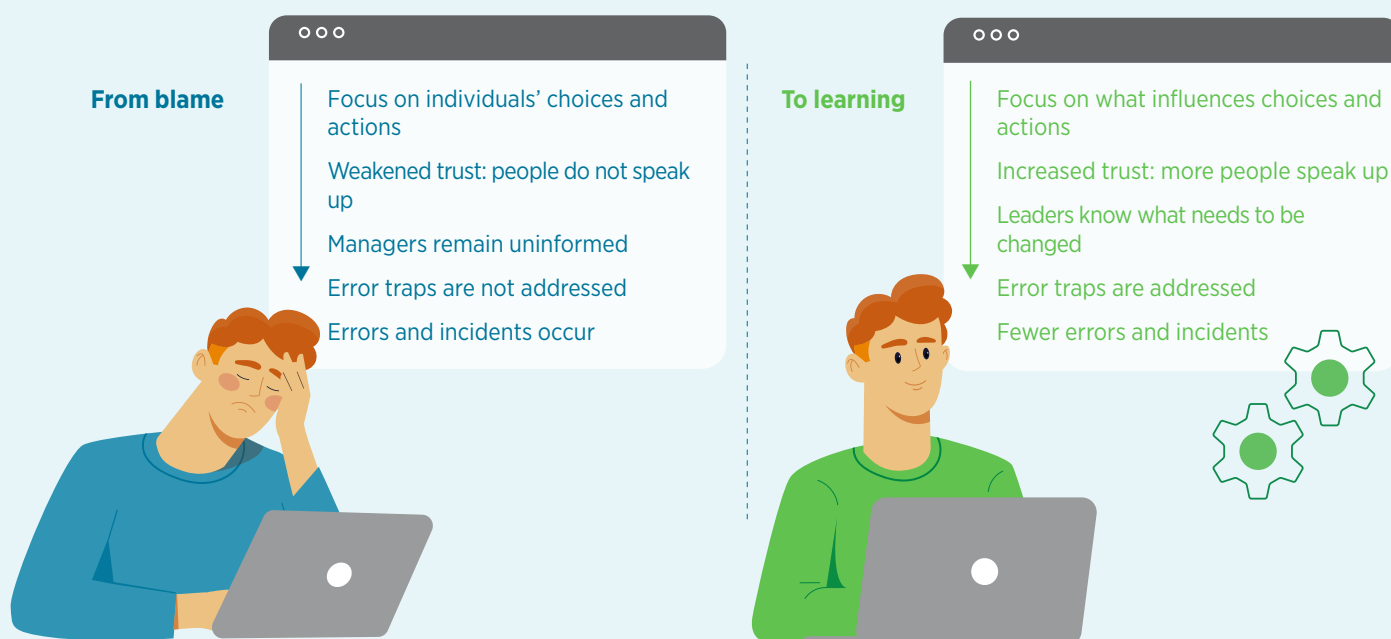 From blame
Focus on individuals’ choices and
actions
Weakened trust: people do not speak
up
Managers remain uninformed
Error traps are not addressed
Errors and incidents occur
To learning
Focus on what influences choices and
actions
Increased trust: more people speak up
Leaders know what needs to be
changed
Error traps are addressed
Fewer errors and incidents